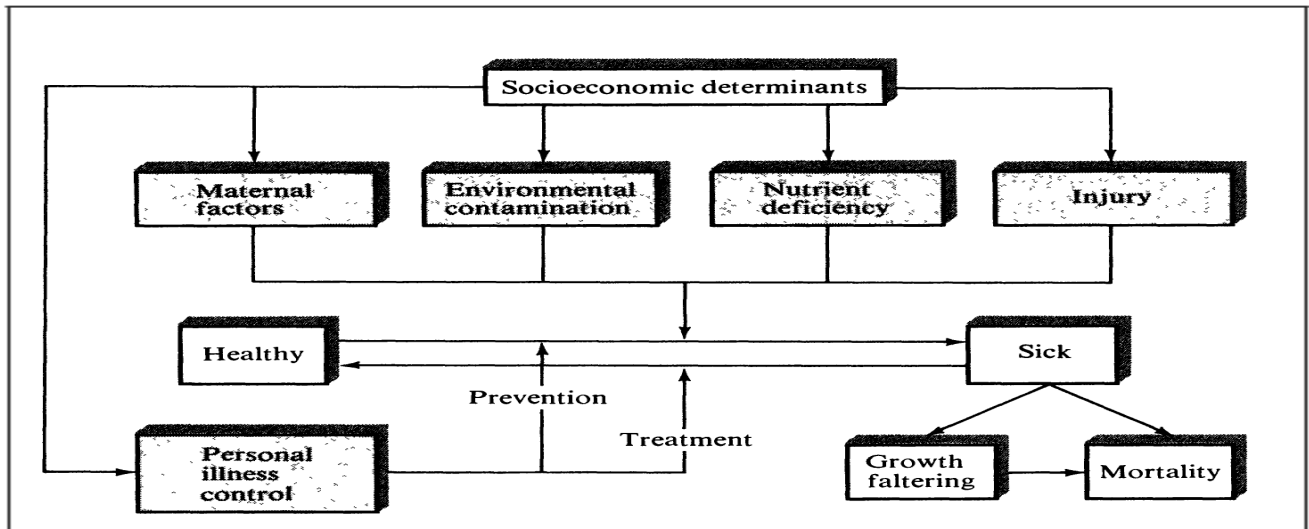 Socioeconomic determinants
Maternal
factors
Environmental
contamination
Nutrient
deficiency
Injury
Healthy
Sick
Prevention
Treatment
Personal
illness
control
Growth
faltering
Mortality